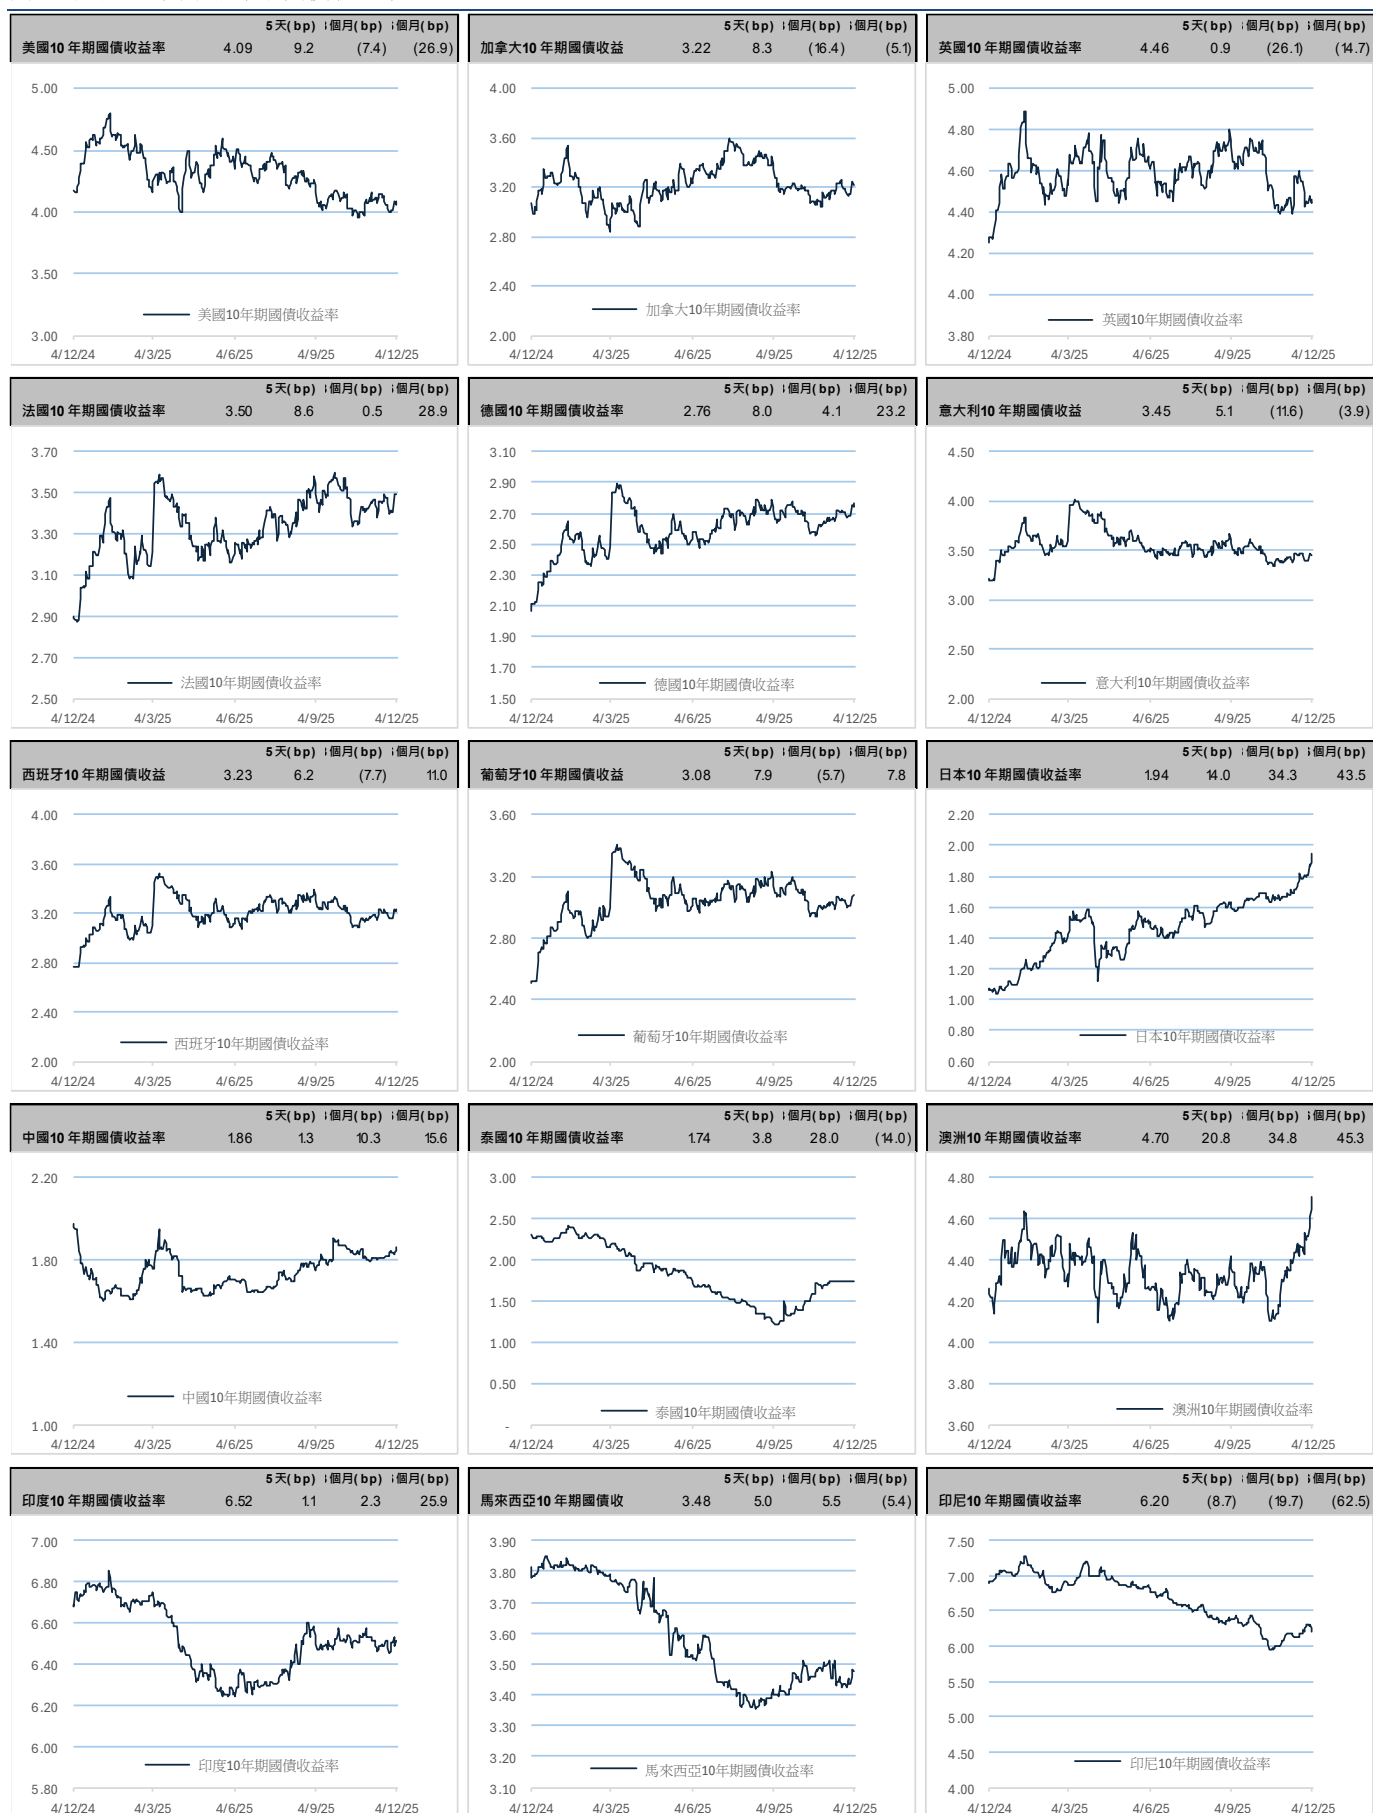 5天(bp) 個月(bp) 個月(bp)
美國10 年期國債收益率 4.09 9.2 (7.4) (26.9)
5.00
4.50
4.00
3.50
3.00
美國10年期國債收益率
4/12/24 4/3/25 4/6/25 4/9/25 4/12/25
5天(bp) 個月(bp) 個月(bp)
加拿大10 年期國債收益 3.22 8.3 (16.4) (5.1)
4.00
3.60
3.20
2.80
2.40
加拿大10年期國債收益率
2.00
4/12/24 4/3/25 4/6/25 4/9/25 4/12/25
5天(bp) 個月(bp) 個月(bp)
英國10 年期國債收益率 4.46 0.9 (26.1) (14.7)
5.00
4.80
4.60
4.40
4.20
4.00
英國10年期國債收益率
3.80
4/12/24 4/3/25 4/6/25 4/9/25 4/12/25
5天(bp) 個月(bp) 個月(bp)
法國10 年期國債收益率 3.50 8.6 0.5 28.9
3.70
3.50
3.30
3.10
2.90
2.70
法國10年期國債收益率
2.50
4/12/24 4/3/25 4/6/25 4/9/25 4/12/25
5天(bp) 個月(bp) 個月(bp)
德國10 年期國債收益率 2.76 8.0 4.1 23.2
3.10
2.90
2.70
2.50
2.30
2.10
1.90
1.70
德國10年期國債收益率
1.50
4/12/24 4/3/25 4/6/25 4/9/25 4/12/25
5天(bp) 個月(bp) 個月(bp)
意大利10 年期國債收益 3.45 5.1 (11.6) (3.9)
4.50
4.00
3.50
3.00
2.50
意大利10年期國債收益率
2.00
4/12/24 4/3/25 4/6/25 4/9/25 4/12/25
5天(bp) 個月(bp) 個月(bp)
西班牙10 年期國債收益 3.23 6.2 (7.7) 11.0
4.00
3.60
3.20
2.80
2.40
西班牙10年期國債收益率
2.00
4/12/24 4/3/25 4/6/25 4/9/25 4/12/25
5天(bp) 個月(bp) 個月(bp)
葡萄牙10 年期國債收益 3.08 7.9 (5.7) 7.8
3.60
3.20
2.80
2.40
葡萄牙10年期國債收益率
2.00
4/12/24 4/3/25 4/6/25 4/9/25 4/12/25
5天(bp) 個月(bp) 個月(bp)
日本10 年期國債收益率 1.94 14.0 34.3 43.5
2.20
2.00
1.80
1.60
1.40
1.20
1.00
0.80
日本10年期國債收益率
0.60
4/12/24 4/3/25 4/6/25 4/9/25 4/12/25
5天(bp) 個月(bp) 個月(bp)
中國10 年期國債收益率 1.86 1.3 10.3 15.6
2.20
1.80
1.40
中國10年期國債收益率
1.00
4/12/24 4/3/25 4/6/25 4/9/25 4/12/25
5天(bp) 個月(bp) 個月(bp)
泰國10 年期國債收益率 1.74 3.8 28.0 (14.0)
3.00
2.50
2.00
1.50
1.00
0.50
泰國10年期國債收益率
-
4/12/24 4/3/25 4/6/25 4/9/25 4/12/25
5天(bp) 個月(bp) 個月(bp)
澳洲10 年期國債收益率 4.70 20.8 34.8 45.3
4.80
4.60
4.40
4.20
4.00
3.80
澳洲10年期國債收益率
3.60
4/12/24 4/3/25 4/6/25 4/9/25 4/12/25
5天(bp) 個月(bp) 個月(bp)
印度10 年期國債收益率 6.52 1.1 2.3 25.9
7.00
6.80
6.60
6.40
6.20
6.00
印度10年期國債收益率
5.80
4/12/24 4/3/25 4/6/25 4/9/25 4/12/25
5天(bp) 個月(bp) 個月(bp)
馬來西亞10 年期國債收 3.48 5.0 5.5 (5.4)
3.90
3.80
3.70
3.60
3.50
3.40
3.30
3.20
馬來西亞10年期國債收益率
3.10
4/12/24 4/3/25 4/6/25 4/9/25 4/12/25
5天(bp) 個月(bp) 個月(bp)
印尼10 年期國債收益率 6.20 (8.7) (19.7) (62.5)
7.50
7.00
6.50
6.00
5.50
5.00
4.50
印尼10年期國債收益率
4.00
4/12/24 4/3/25 4/6/25 4/9/25 4/12/25